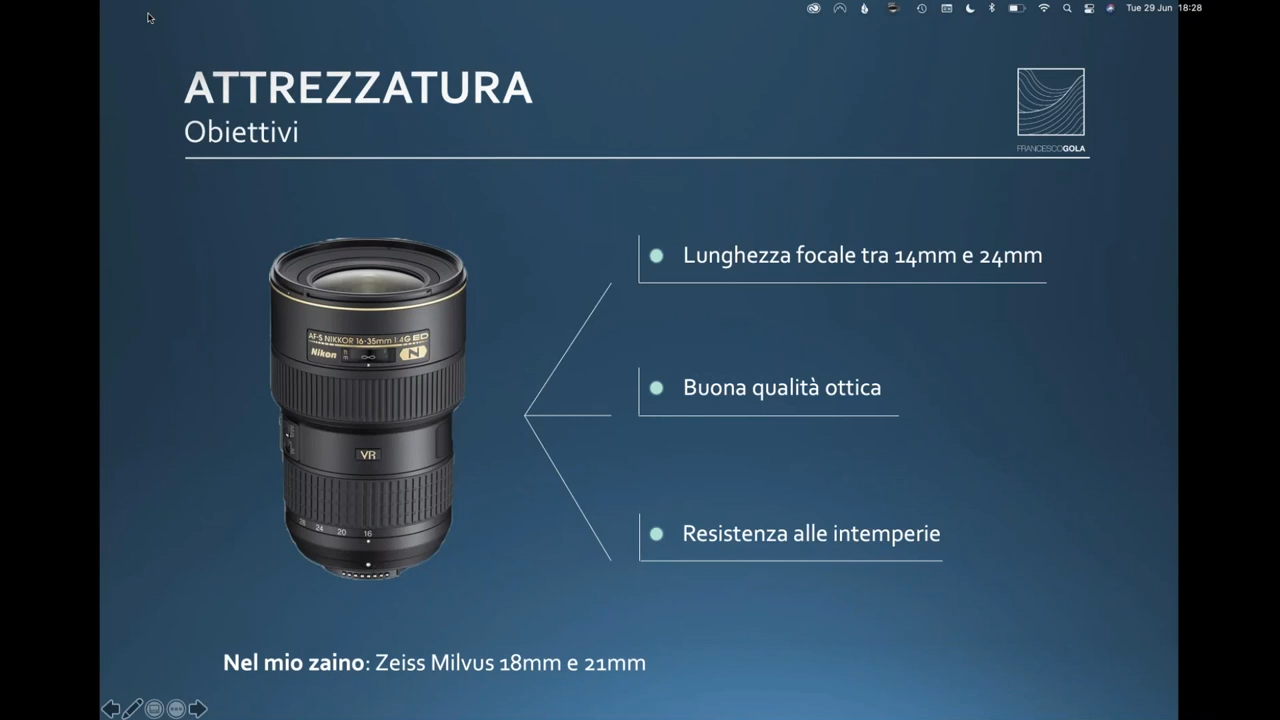 Tue 29 Jun 18:28
ATTREZZATURA
Obiettivi
FRANCESCOGOLA
Lunghezza focale tra 14mm e 24mm
AF-S NIKKOR 16-35mm 1:4G ED
Nikon
N
Buona qualità ottica
VR
28 24 20 16
Resistenza alle intemperie
Nel mio zaino: Zeiss Milvus 18mm e 21mm